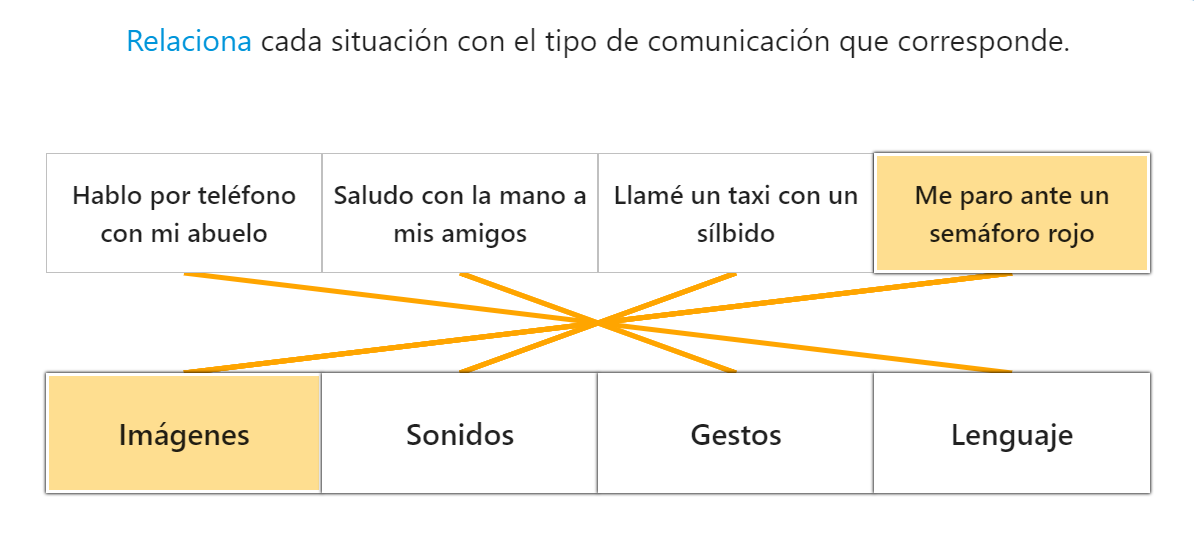 Relaciona cada situación con el tipo de comunicación que corresponde.
Hablo por teléfono
con mi abuelo
Saludo con la mano a
mis amigos
Llamé un taxi con un
sílbido
Me paro ante un
semáforo rojo
Imágenes
Sonidos
Gestos
Lenguaje